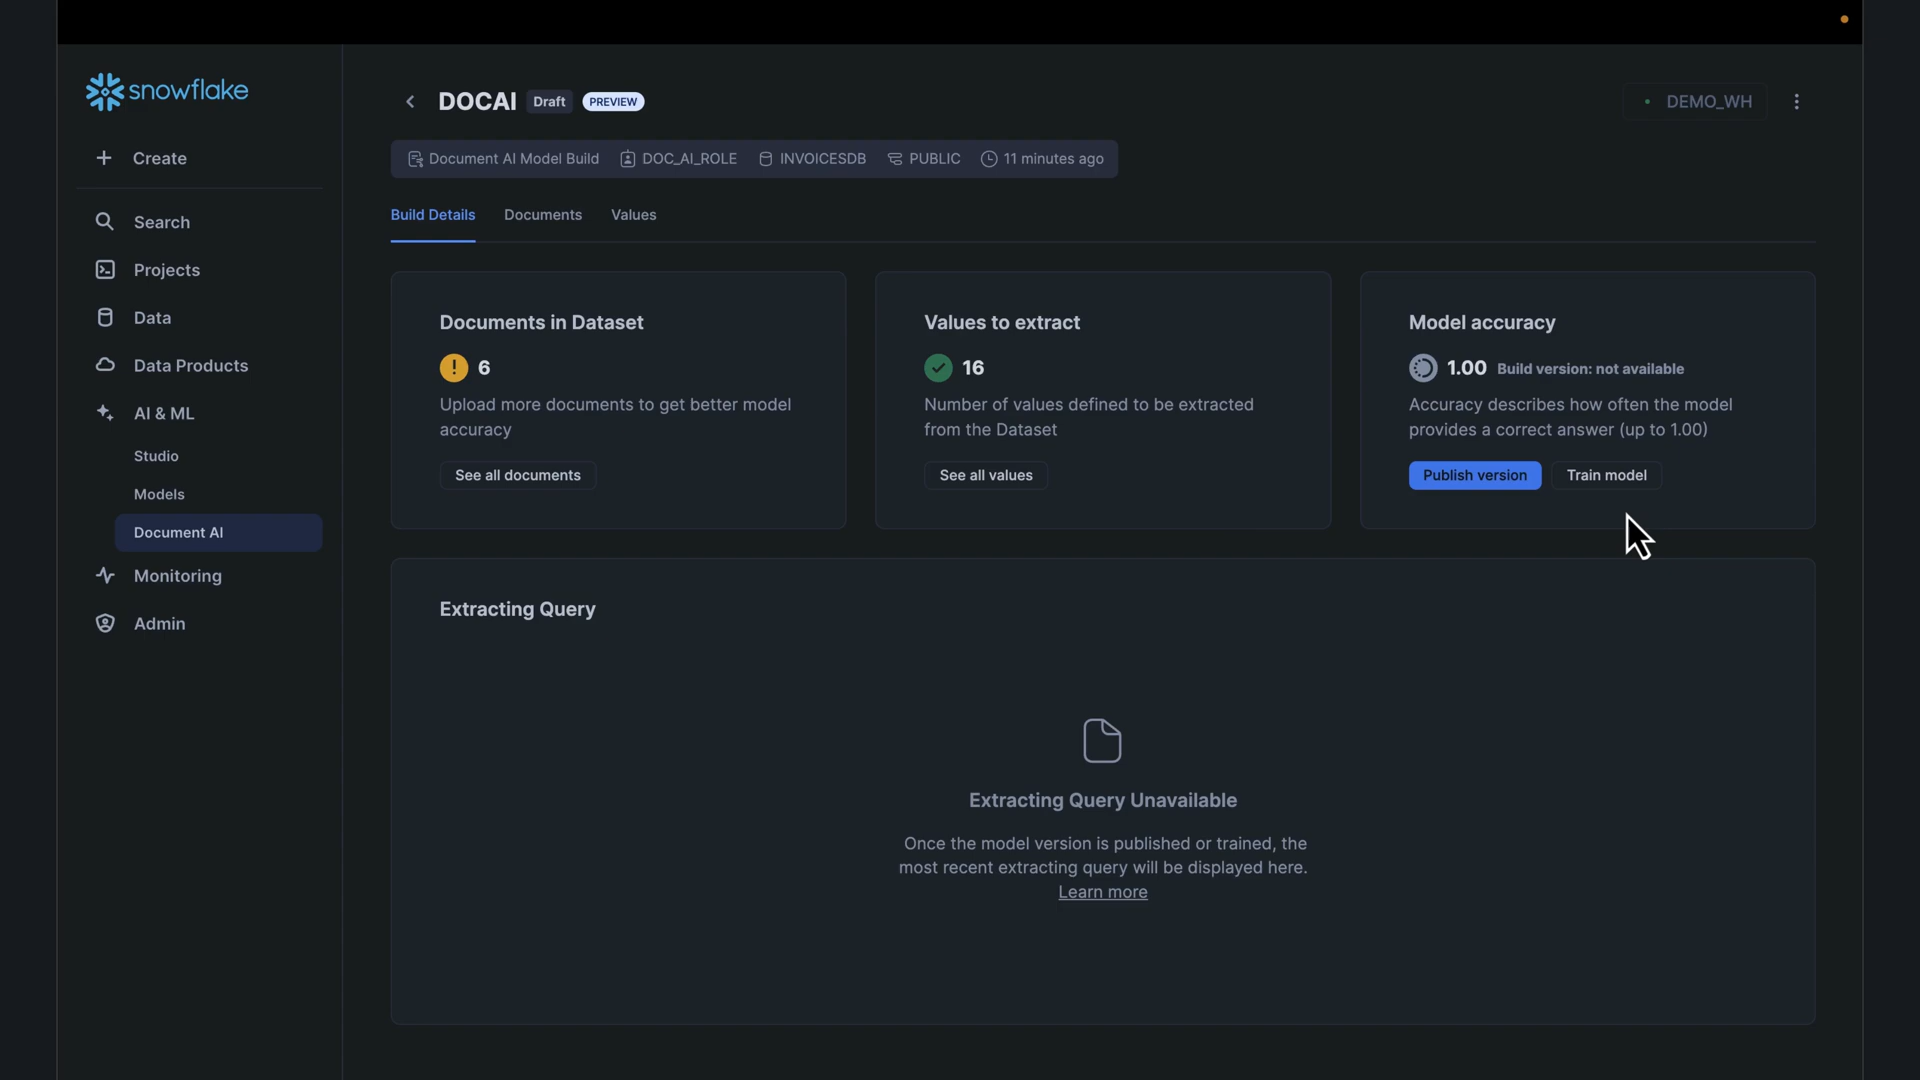 snowflake
Create
Search
Projects
Data
Data Products
AI & ML
Studio
Models
Document AI
Monitoring
Admin
DOCAI Draft PREVIEW
DEMO_WH
Document AI Model Build DOC_AI_ROLE INVOICESDB PUBLIC 11 minutes ago
Build Details Documents Values
Documents in Dataset
6
Upload more documents to get better model
accuracy
See all documents
Values to extract
16
Number of values defined to be extracted
from the Dataset
See all values
Model accuracy
1.00 Build version: not available
Accuracy describes how often the model
provides a correct answer (up to 1.00)
Publish version Train model
Extracting Query
Extracting Query Unavailable
Once the model version is published or trained, the
most recent extracting query will be displayed here.
Learn more